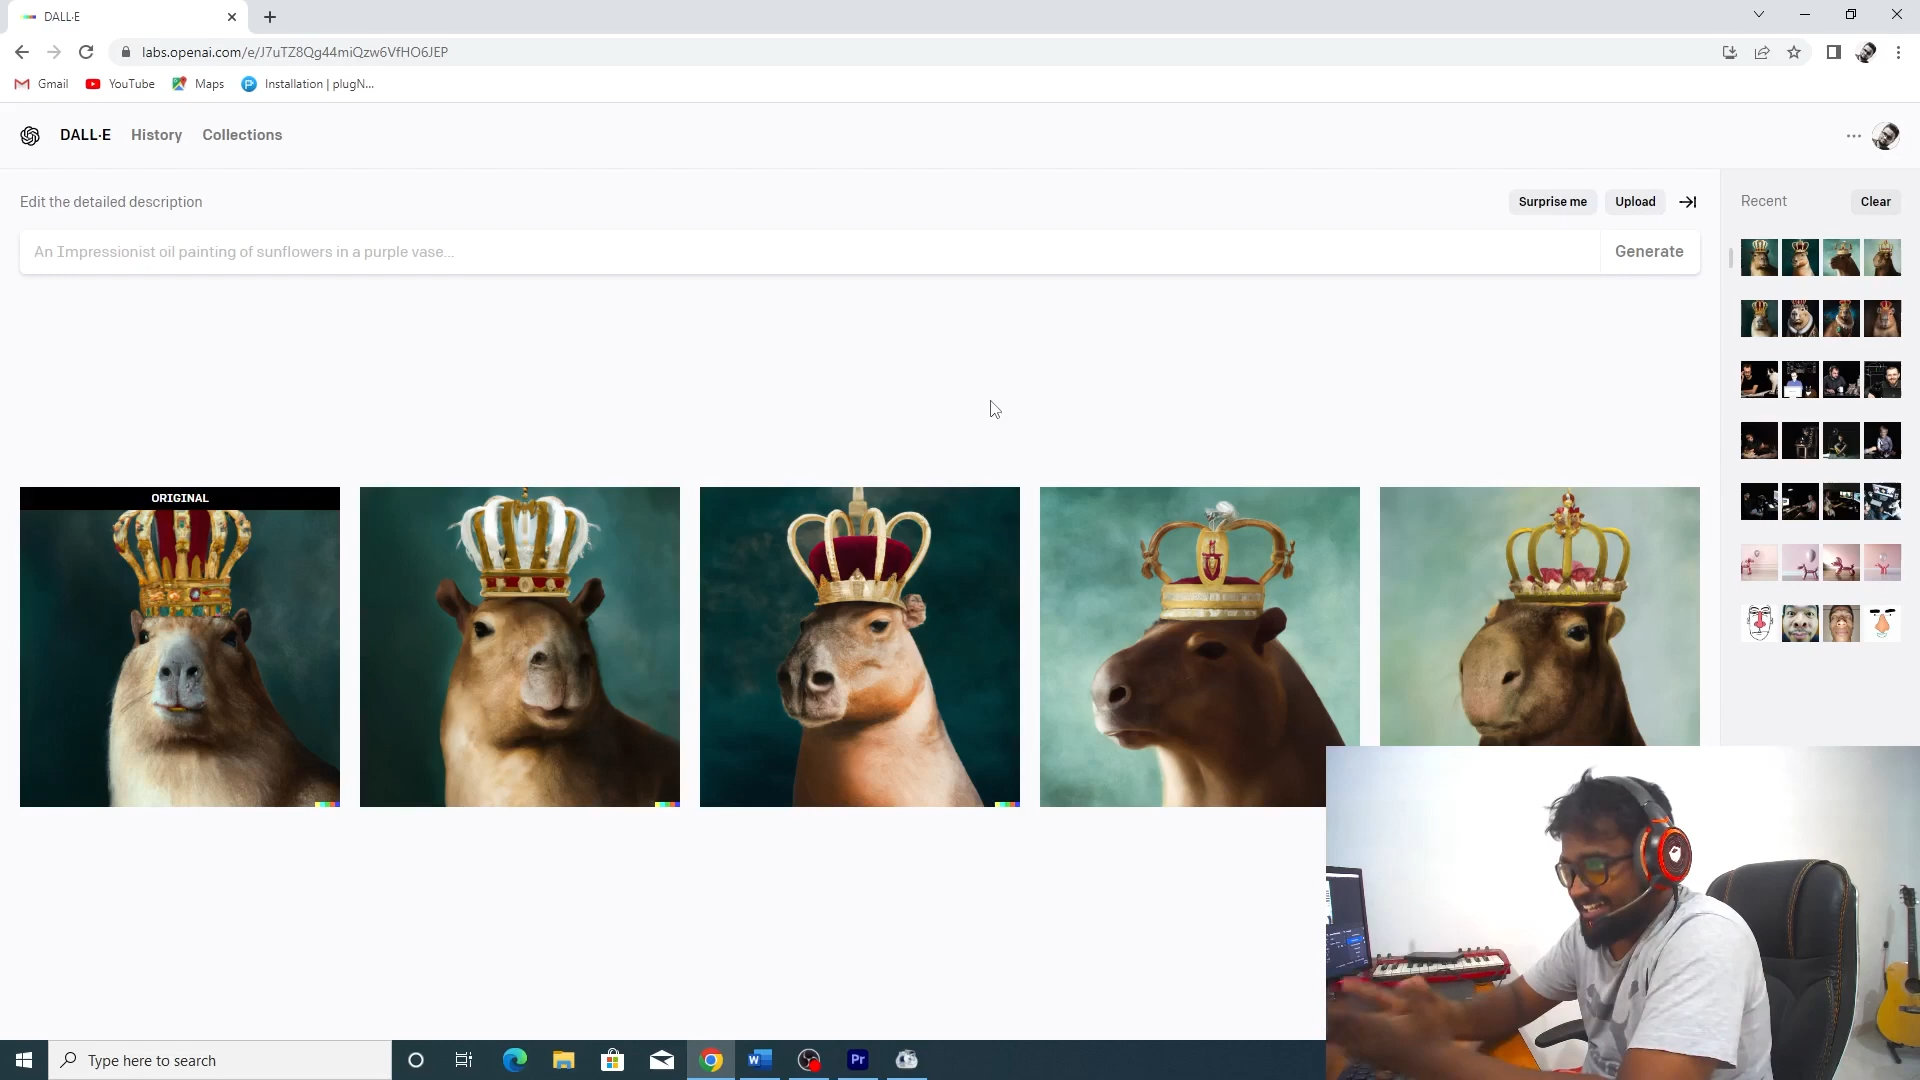 DALL·E
labs.openai.com/e/J7uTZ8Qg44miQzw6VfHO6JEP
Gmail
YouTube
Maps
Installation | plugN...
DALL·E
History
Collections
Edit the detailed description
Surprise me
Upload
Recent
Clear
An Impressionist oil painting of sunflowers in a purple vase...
Generate
ORIGINAL
Type here to search
W
Pr